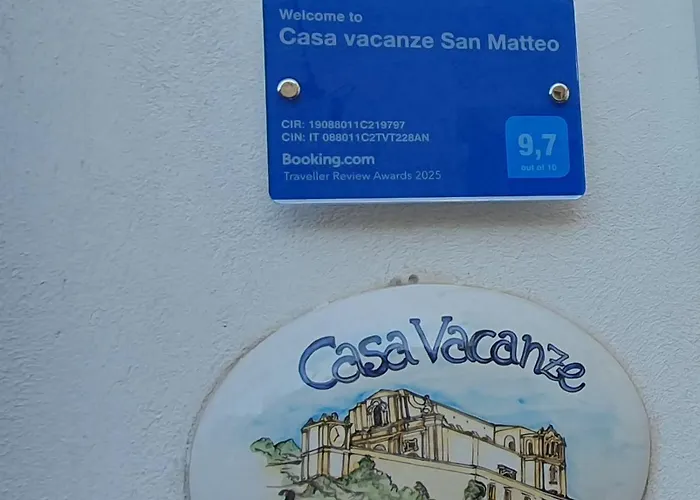 Welcome to
Casa vacanze San Matteo
CIR: 19088011C219797
CIN: IT 088011C2TVT228AN
9,7
out of 10
Booking.com
Traveller Review Awards 2025
Casa Vacanze